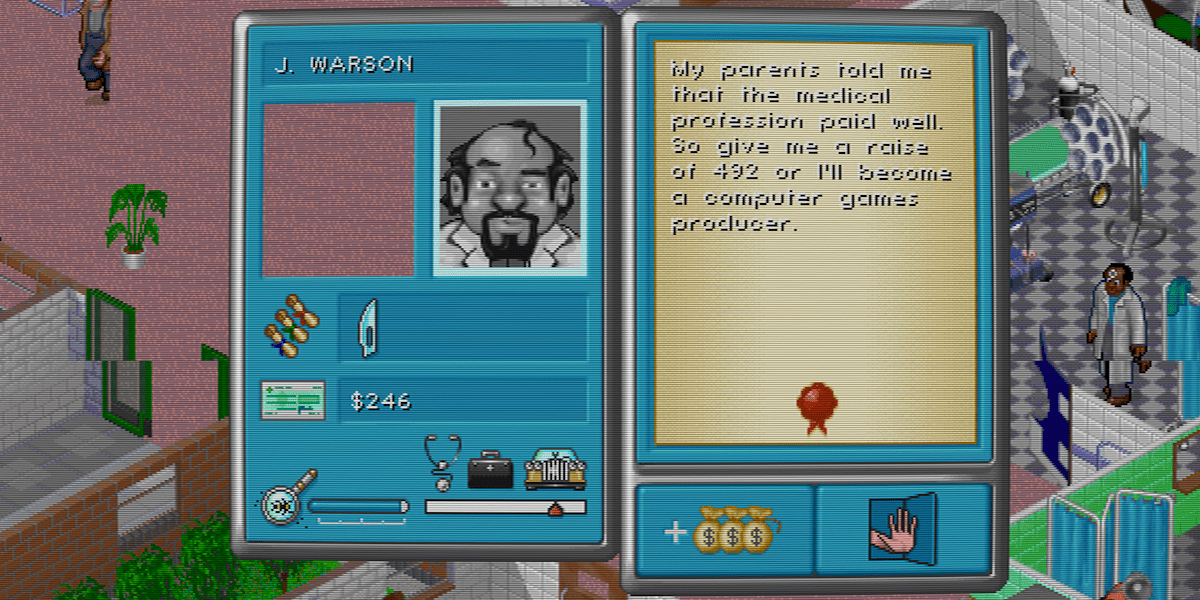 J. WARSON
$246
My parents told me
that the medical
profession paid well.
So give me a raise
of 492 or I'll become
a computer games
producer.
+ $ $ $